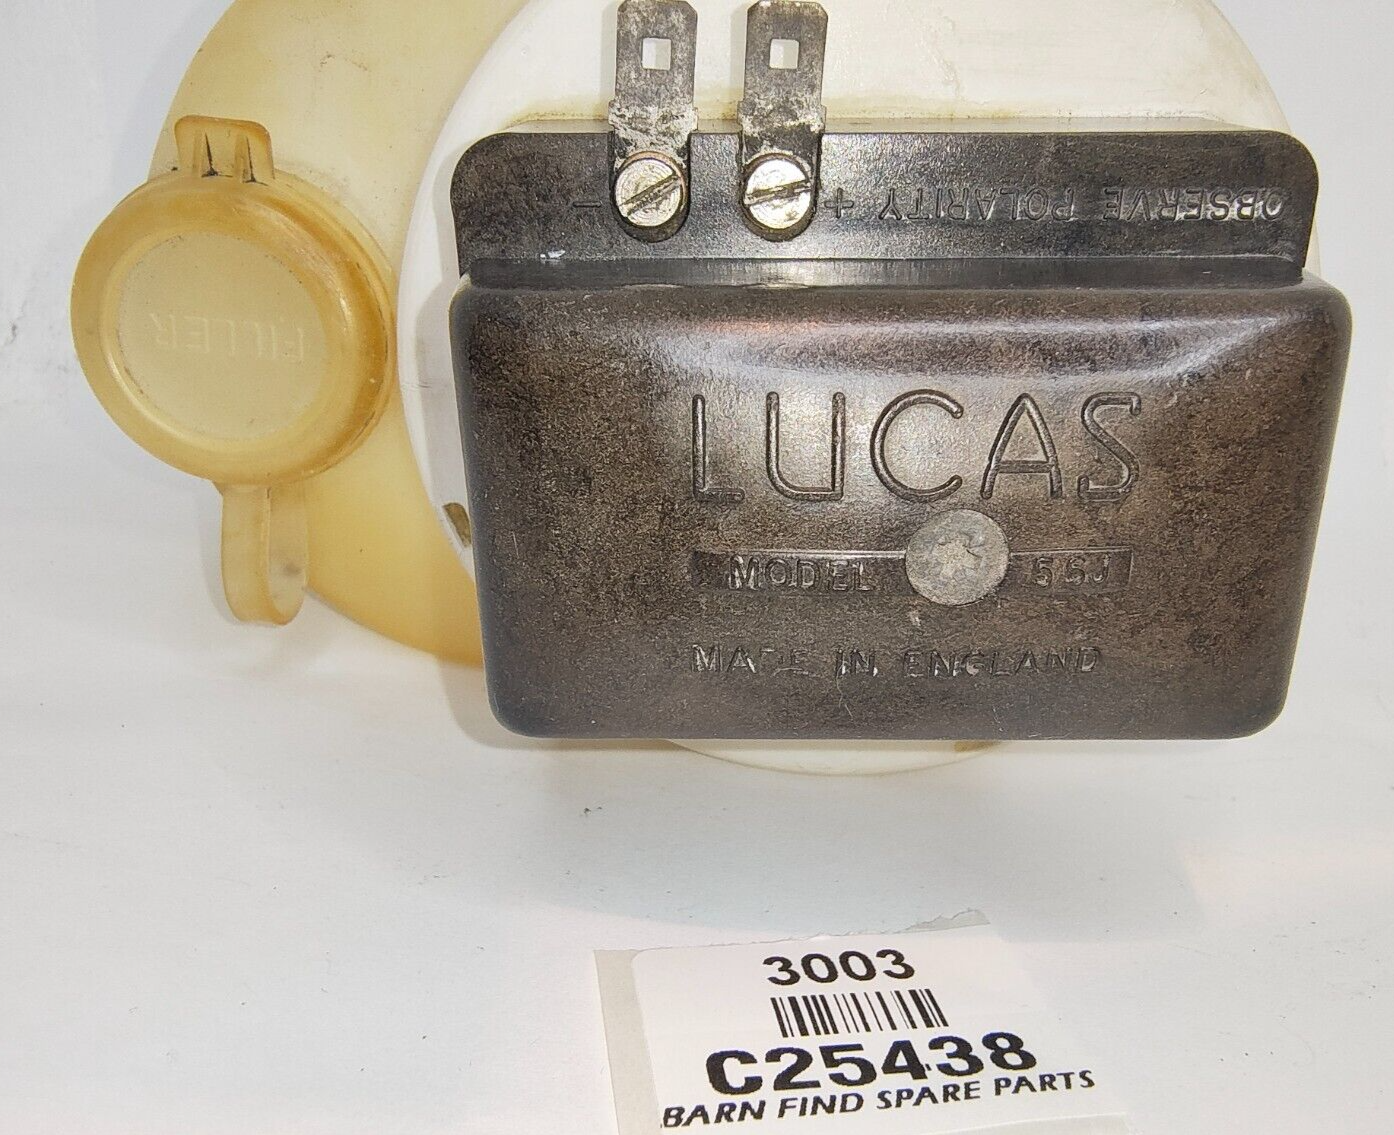 - + OBSERVE POLARITY
FILLER
LUCAS
MODEL 5SJ
MADE IN ENGLAND
3003
C25438
BARN FIND SPARE PARTS